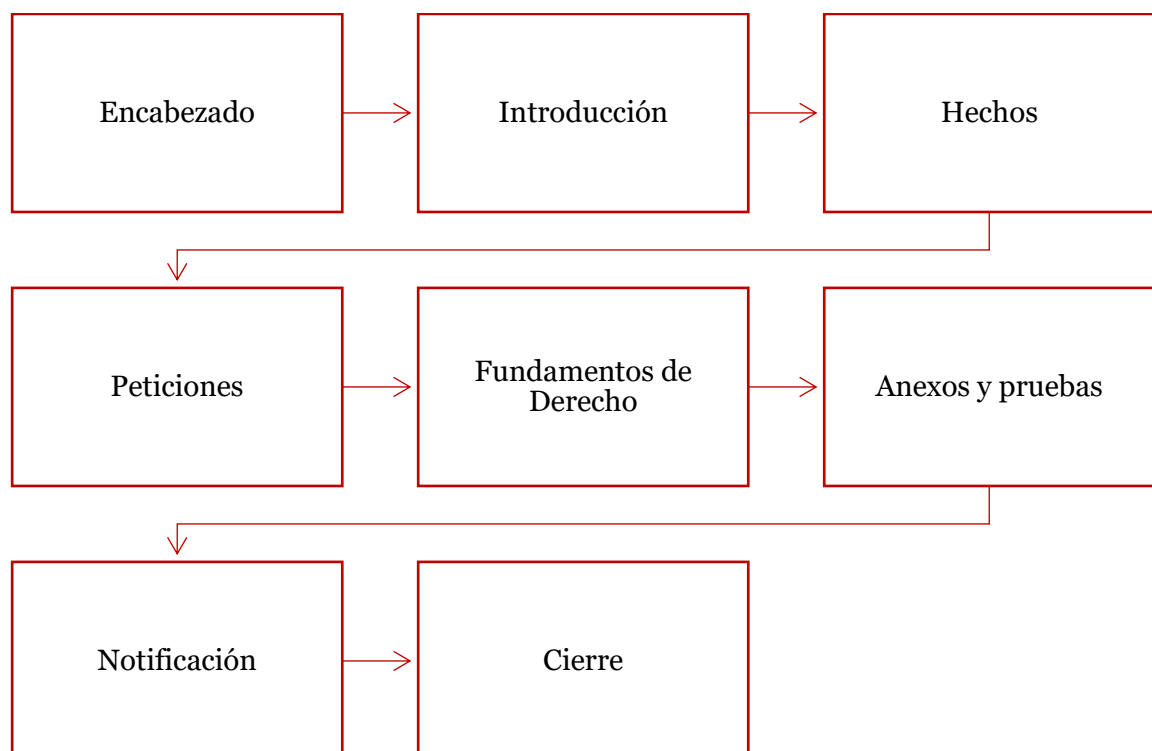 Encabezado
Introducción
Hechos
Peticiones
Fundamentos de
Derecho
Anexos y pruebas
Notificación
Cierre